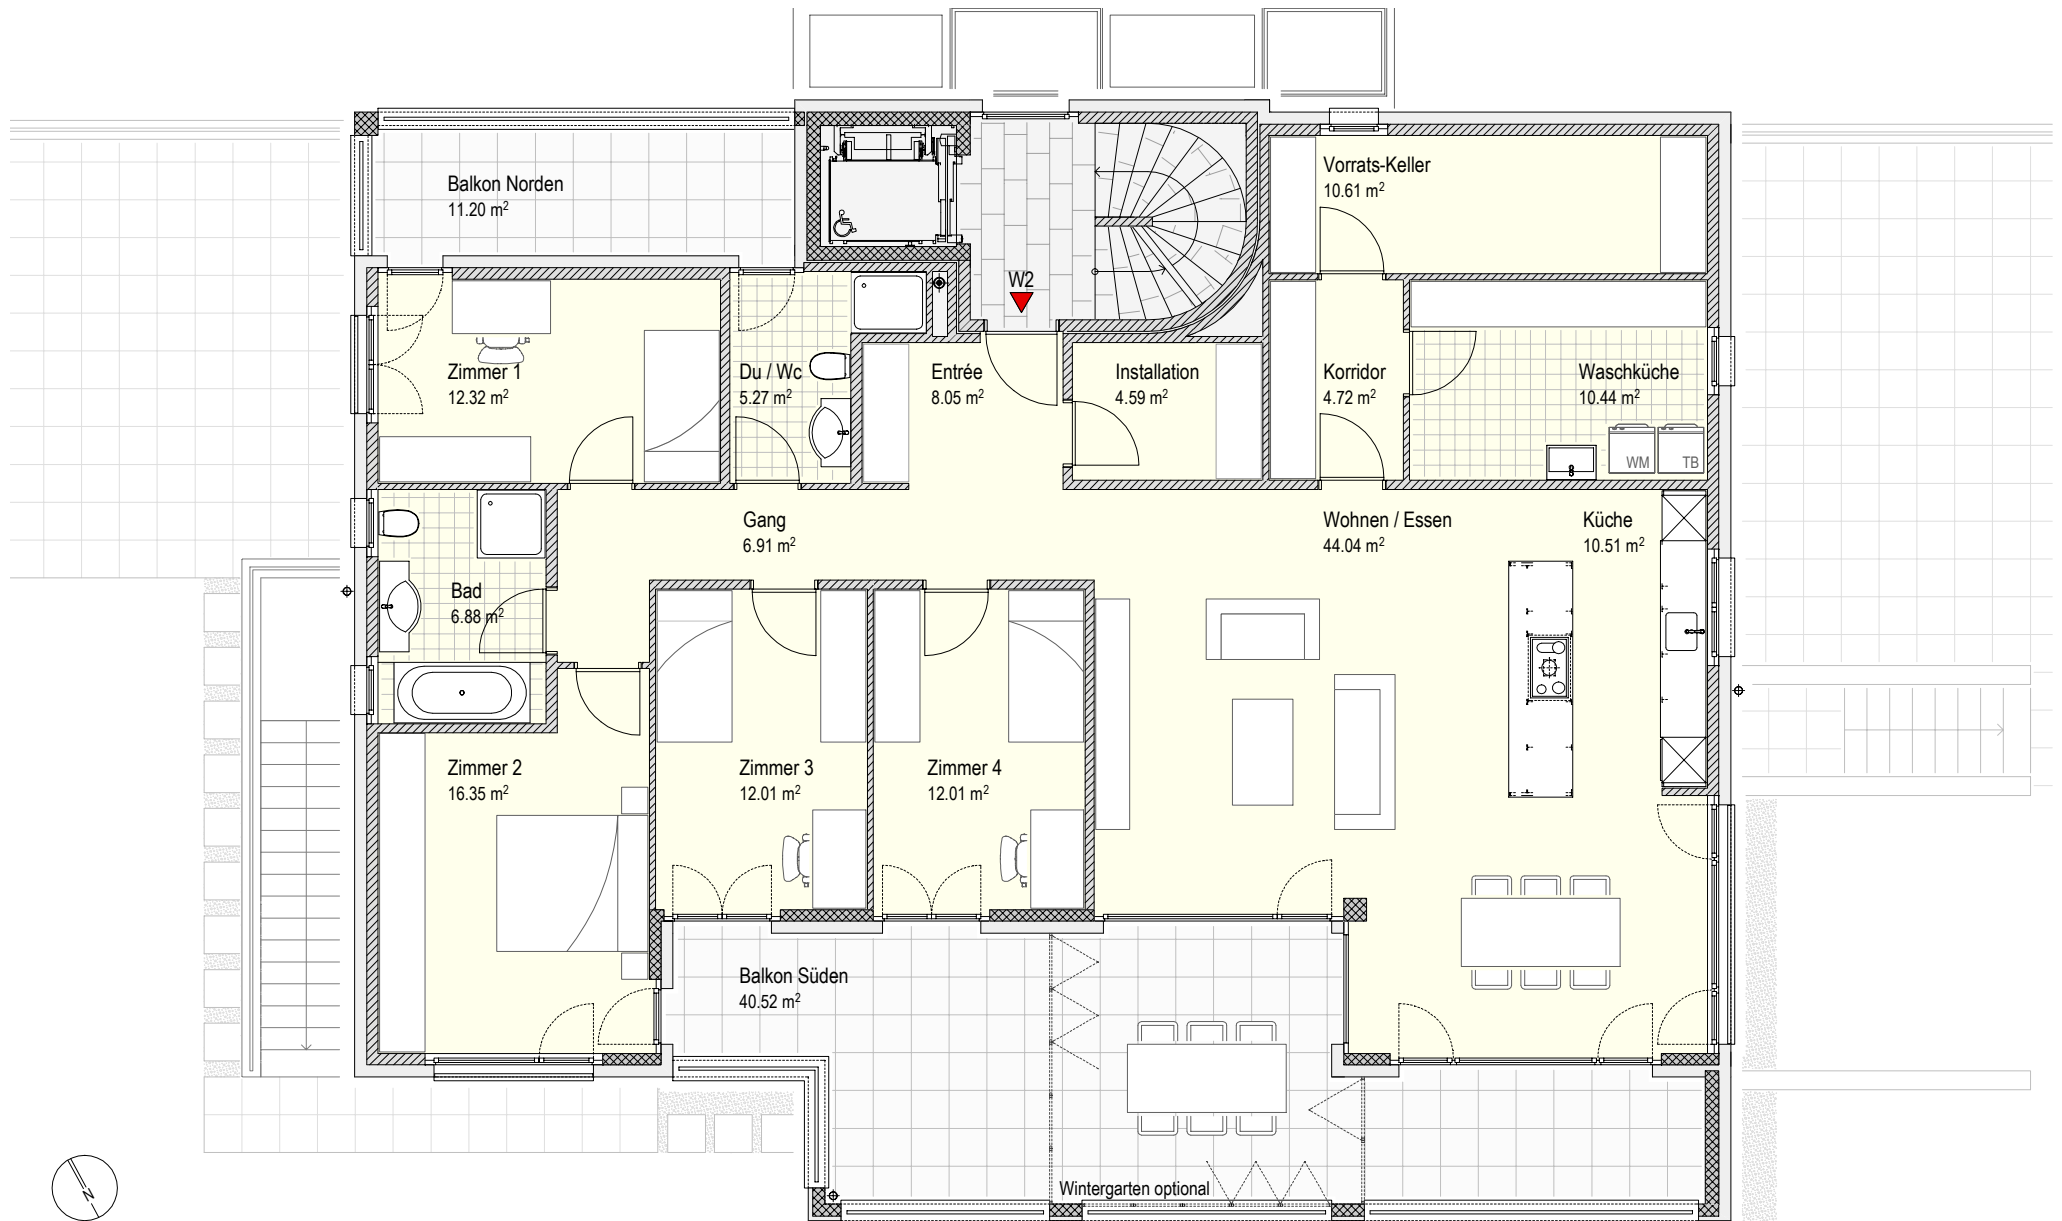 Balkon Norden
11.20 m²
Vorrats-Keller
10.61 m²
W2
Zimmer 1
12.32 m²
Du / Wc
5.27 m²
Entrée
8.05 m²
Installation
4.59 m²
Korridor
4.72 m²
Waschküche
10.44 m²
WM
TB
Gang
6.91 m²
Wohnen / Essen
44.04 m²
Küche
10.51 m²
Bad
6.88 m²
Zimmer 2
16.35 m²
Zimmer 3
12.01 m²
Zimmer 4
12.01 m²
Balkon Süden
40.52 m²
Wintergarten optional
N